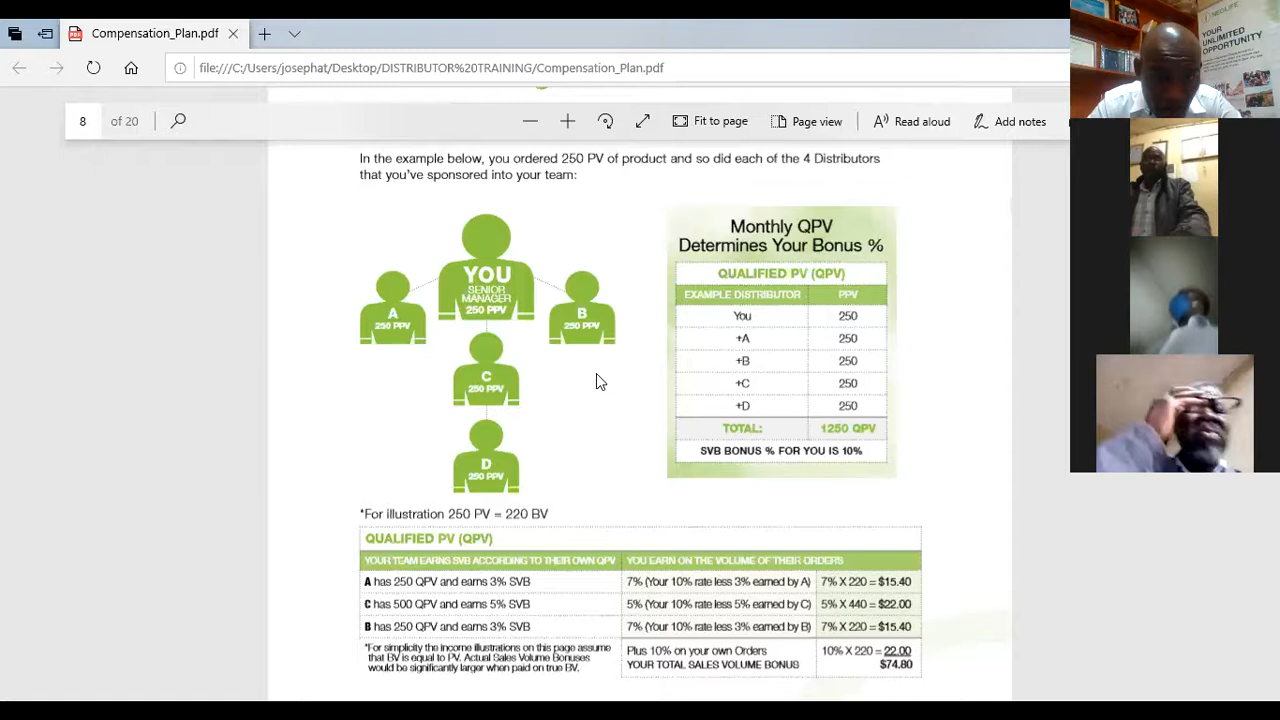 Compensation_Plan.pdf
file:///C:/Users/josephat/Desktop/DISTRIBUTOR%20TRAINING/Compensation_Plan.pdf
8 of 20
Fit to page
Page view
Read aloud
Add notes
In the example below, you ordered 250 PV of product and so did each of the 4 Distributors
that you've sponsored into your team:
YOU
SENIOR
MANAGER
250 PPV
A
250 PPV
B
250 PPV
C
250 PPV
D
250 PPV
Monthly QPV
Determines Your Bonus %
QUALIFIED PV (QPV)
EXAMPLE DISTRIBUTOR PPV
You 250
+A 250
+B 250
+C 250
+D 250
TOTAL: 1250 QPV
SVB BONUS % FOR YOU IS 10%
*For illustration 250 PV = 220 BV
QUALIFIED PV (QPV)
YOUR TEAM EARNS SVB ACCORDING TO THEIR OWN QPV YOU EARN ON THE VOLUME OF THEIR ORDERS
A has 250 QPV and earns 3% SVB 7% (Your 10% rate less 3% earned by A) 7% X 220 = $15.40
C has 500 QPV and earns 5% SVB 5% (Your 10% rate less 5% earned by C) 5% X 440 = $22.00
B has 250 QPV and earns 3% SVB 7% (Your 10% rate less 3% earned by B) 7% X 220 = $15.40
*For simplicity the income illustrations on this page assume
that BV is equal to PV. Actual Sales Volume Bonuses
would be significantly larger when paid on true BV.
Plus 10% on your own Orders 10% X 220 = 22.00
YOUR TOTAL SALES VOLUME BONUS $74.80
NEOLIFE
YOUR
UNLIMITED
OPPORTUNITY